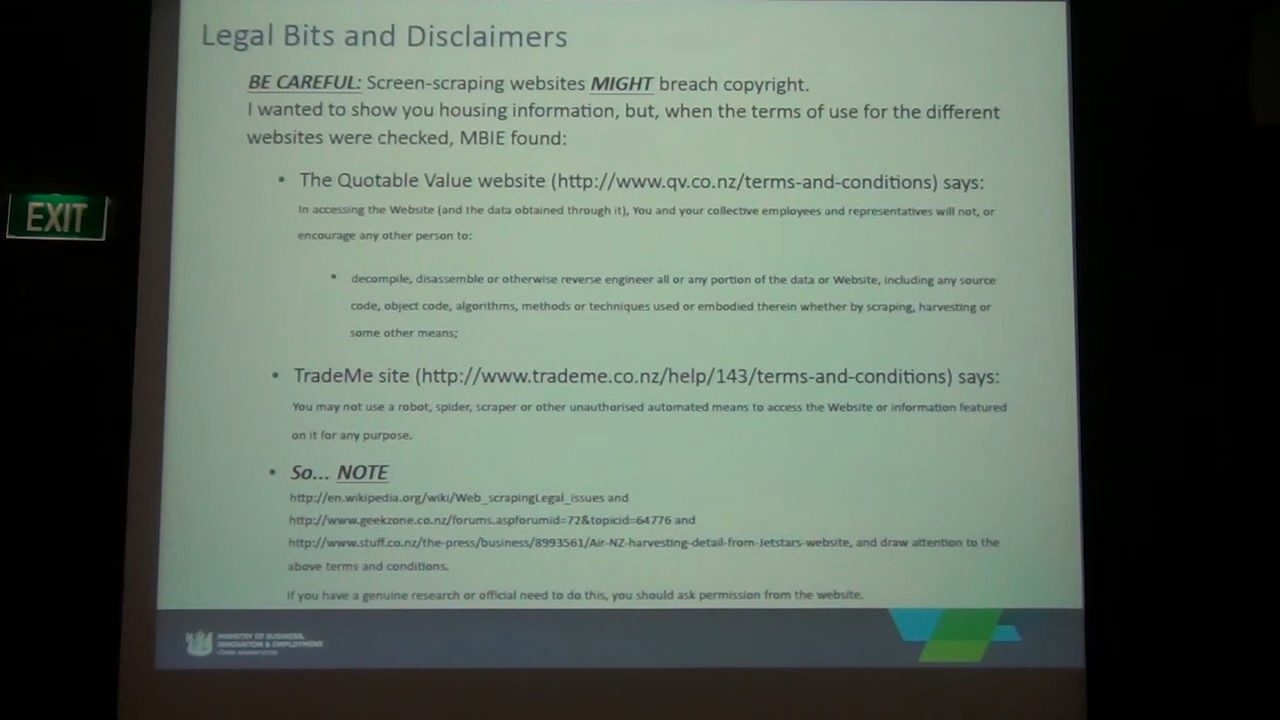 Legal Bits and Disclaimers
BE CAREFUL: Screen-scraping websites MIGHT breach copyright.
I wanted to show you housing information, but, when the terms of use for the different
websites were checked, MBIE found:
• The Quotable Value website (http://www.qv.co.nz/terms-and-conditions) says:
In accessing the Website (and the data obtained through it), You and your collective employees and representatives will not, or
encourage any other person to:
• decompile, disassemble or otherwise reverse engineer all or any portion of the data or Website, including any source
code, object code, algorithms, methods or techniques used or embodied therein whether by scraping, harvesting or
some other means;
EXIT
• TradeMe site (http://www.trademe.co.nz/help/143/terms-and-conditions) says:
You may not use a robot, spider, scraper or other unauthorised automated means to access the Website or information featured
on it for any purpose.
• So... NOTE
http://en.wikipedia.org/wiki/Web_scrapingLegal_issues and
http://www.geekzone.co.nz/forums.aspforumid=72&topicid=64776 and
http://www.stuff.co.nz/the-press/business/8993561/Air-NZ-harvesting-detail-from-Jetstars-website, and draw attention to the
above terms and conditions.
If you have a genuine research or official need to do this, you should ask permission from the website.
MINISTRY OF BUSINESS,
INNOVATION & EMPLOYMENT